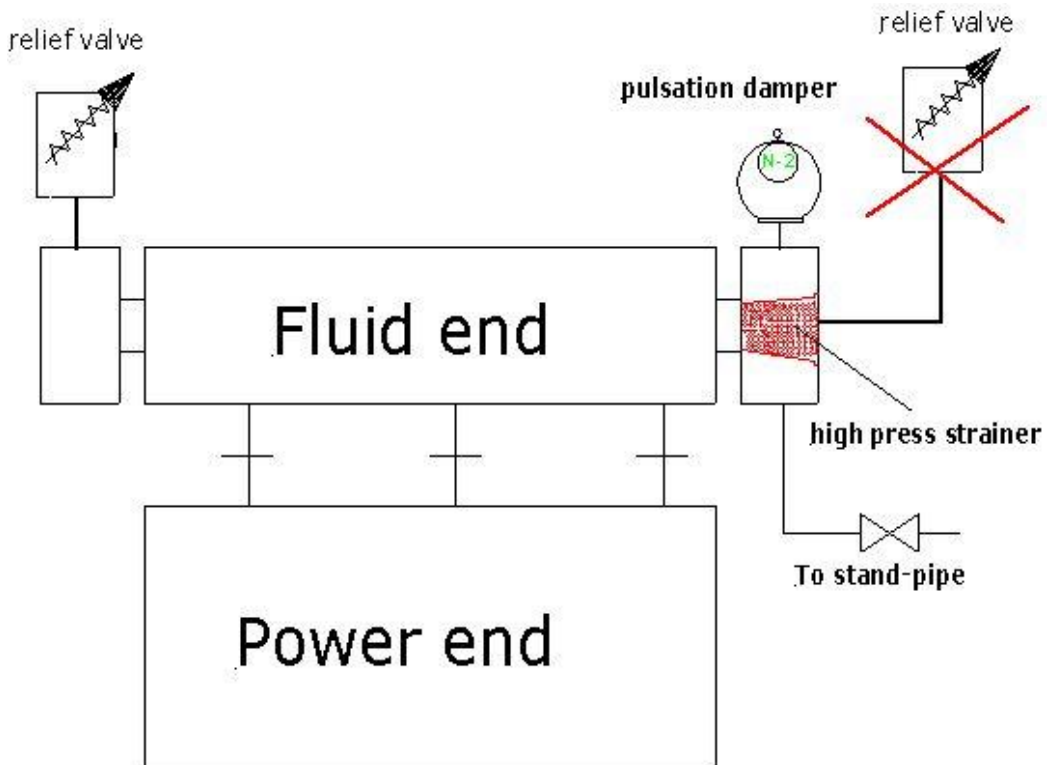 relief valve
relief valve
pulsation damper
N-2
Fluid end
high press strainer
To stand-pipe
Power end